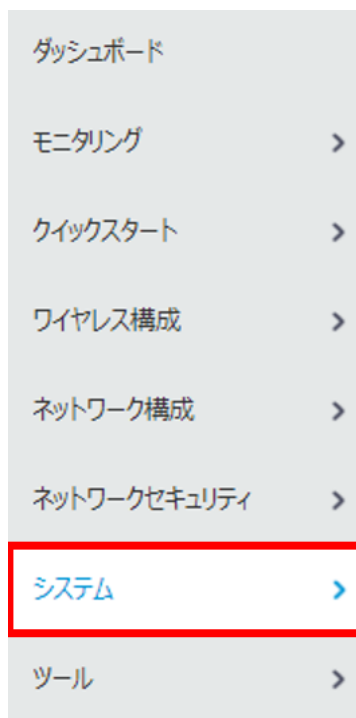 ダッシュボード
モニタリング
クイックスタート
ワイヤレス構成
ネットワーク構成
ネットワークセキュリティ
システム
ツール